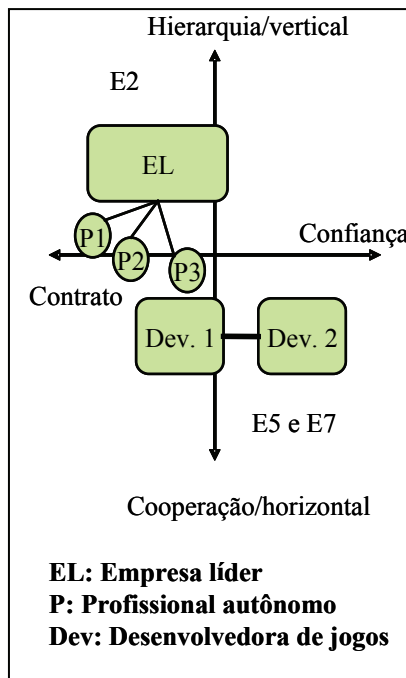 Hierarquia/vertical
E2
EL
P1
P2
P3
Confiança
Contrato
Dev. 1
Dev. 2
E5 e E7
Cooperação/horizontal
EL: Empresa líder
P: Profissional autônomo
Dev: Desenvolvedora de jogos